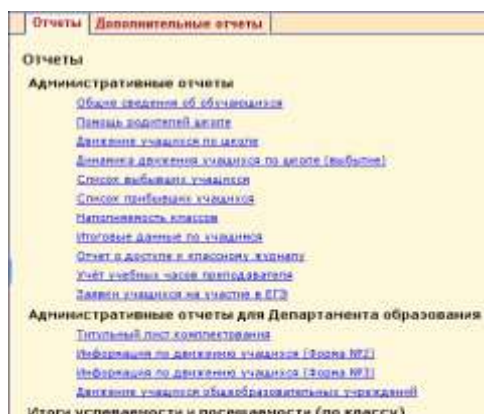 Отчеты Дополнительные отчеты
Отчеты
Административные отчеты
Общие сведения об обучающихся
Помощь родителей школе
Движение учащихся по школе
Динамика движения учащихся по школе (выбытие)
Список выбывших учащихся
Список прибывших учащихся
Наполняемость классов
Итоговые данные по учащимся
Отчет о доступе к классному журналу
Учёт учебных часов преподавателя
Заявки учащихся на участие в ЕГЭ
Административные отчеты для Департамента образования
Титульный лист комплектования
Информация по движению учащихся (Форма №2)
Информация по движению учащихся (Форма №3)
Движение учащихся общеобразовательных учреждений
Итоги успеваемости и посещаемости (по классу)